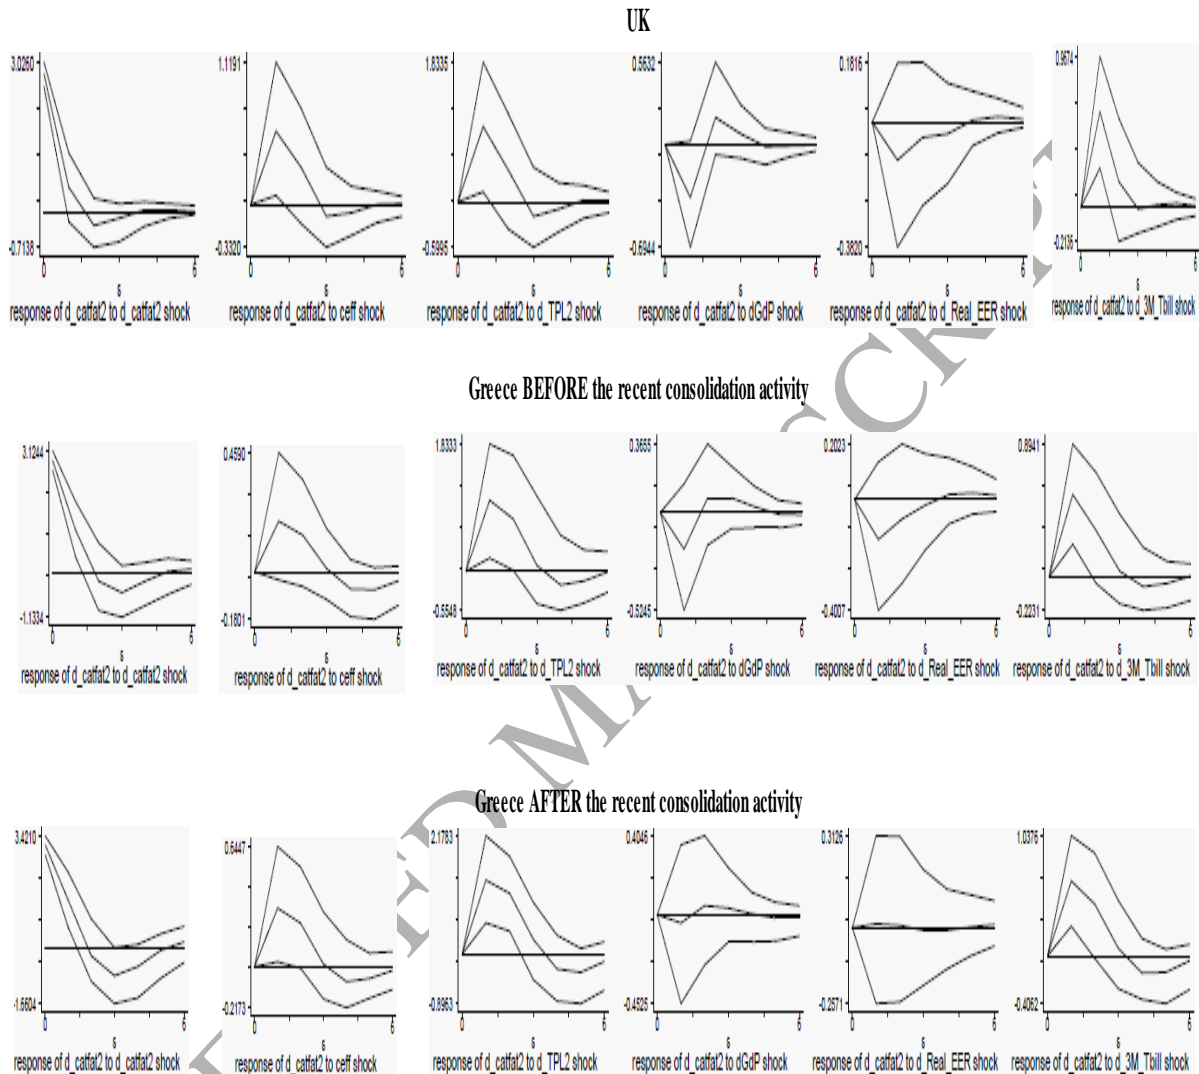 UK
3.0260 1.1191 1.8335 0.5632 0.1816 0.9674
-0.7138 -0.3320 -0.5995 -0.6944 -0.3820 -0.2136
0 6 0 6 0 6 0 6 0 6 0 6
s s s s s s
response of d_catfat2 to d_catfat2 shock response of d_catfat2 to ceff shock response of d_catfat2 to d_TPL2 shock response of d_catfat2 to dGdP shock response of d_catfat2 to d_Real_EER shock response of d_catfat2 to d_3M_Tbill shock
Greece BEFORE the recent consolidation activity
3.1244 0.4590 1.8333 0.3655 0.2023 0.8941
-1.1334 -0.1801 -0.5548 -0.5245 -0.4007 -0.2231
0 6 0 6 0 6 0 6 0 6 0 6
s s s s s s
response of d_catfat2 to d_catfat2 shock response of d_catfat2 to ceff shock response of d_catfat2 to d_TPL2 shock response of d_catfat2 to dGdP shock response of d_catfat2 to d_Real_EER shock response of d_catfat2 to d_3M_Tbill shock
Greece AFTER the recent consolidation activity
3.4210 0.6447 2.1783 0.4046 0.3126 1.0376
-1.6604 -0.2173 -0.8963 -0.4525 -0.2571 -0.4062
0 6 0 6 0 6 0 6 0 6 0 6
s s s s s s
response of d_catfat2 to d_catfat2 shock response of d_catfat2 to ceff shock response of d_catfat2 to d_TPL2 shock response of d_catfat2 to dGdP shock response of d_catfat2 to d_Real_EER shock response of d_catfat2 to d_3M_Tbill shock